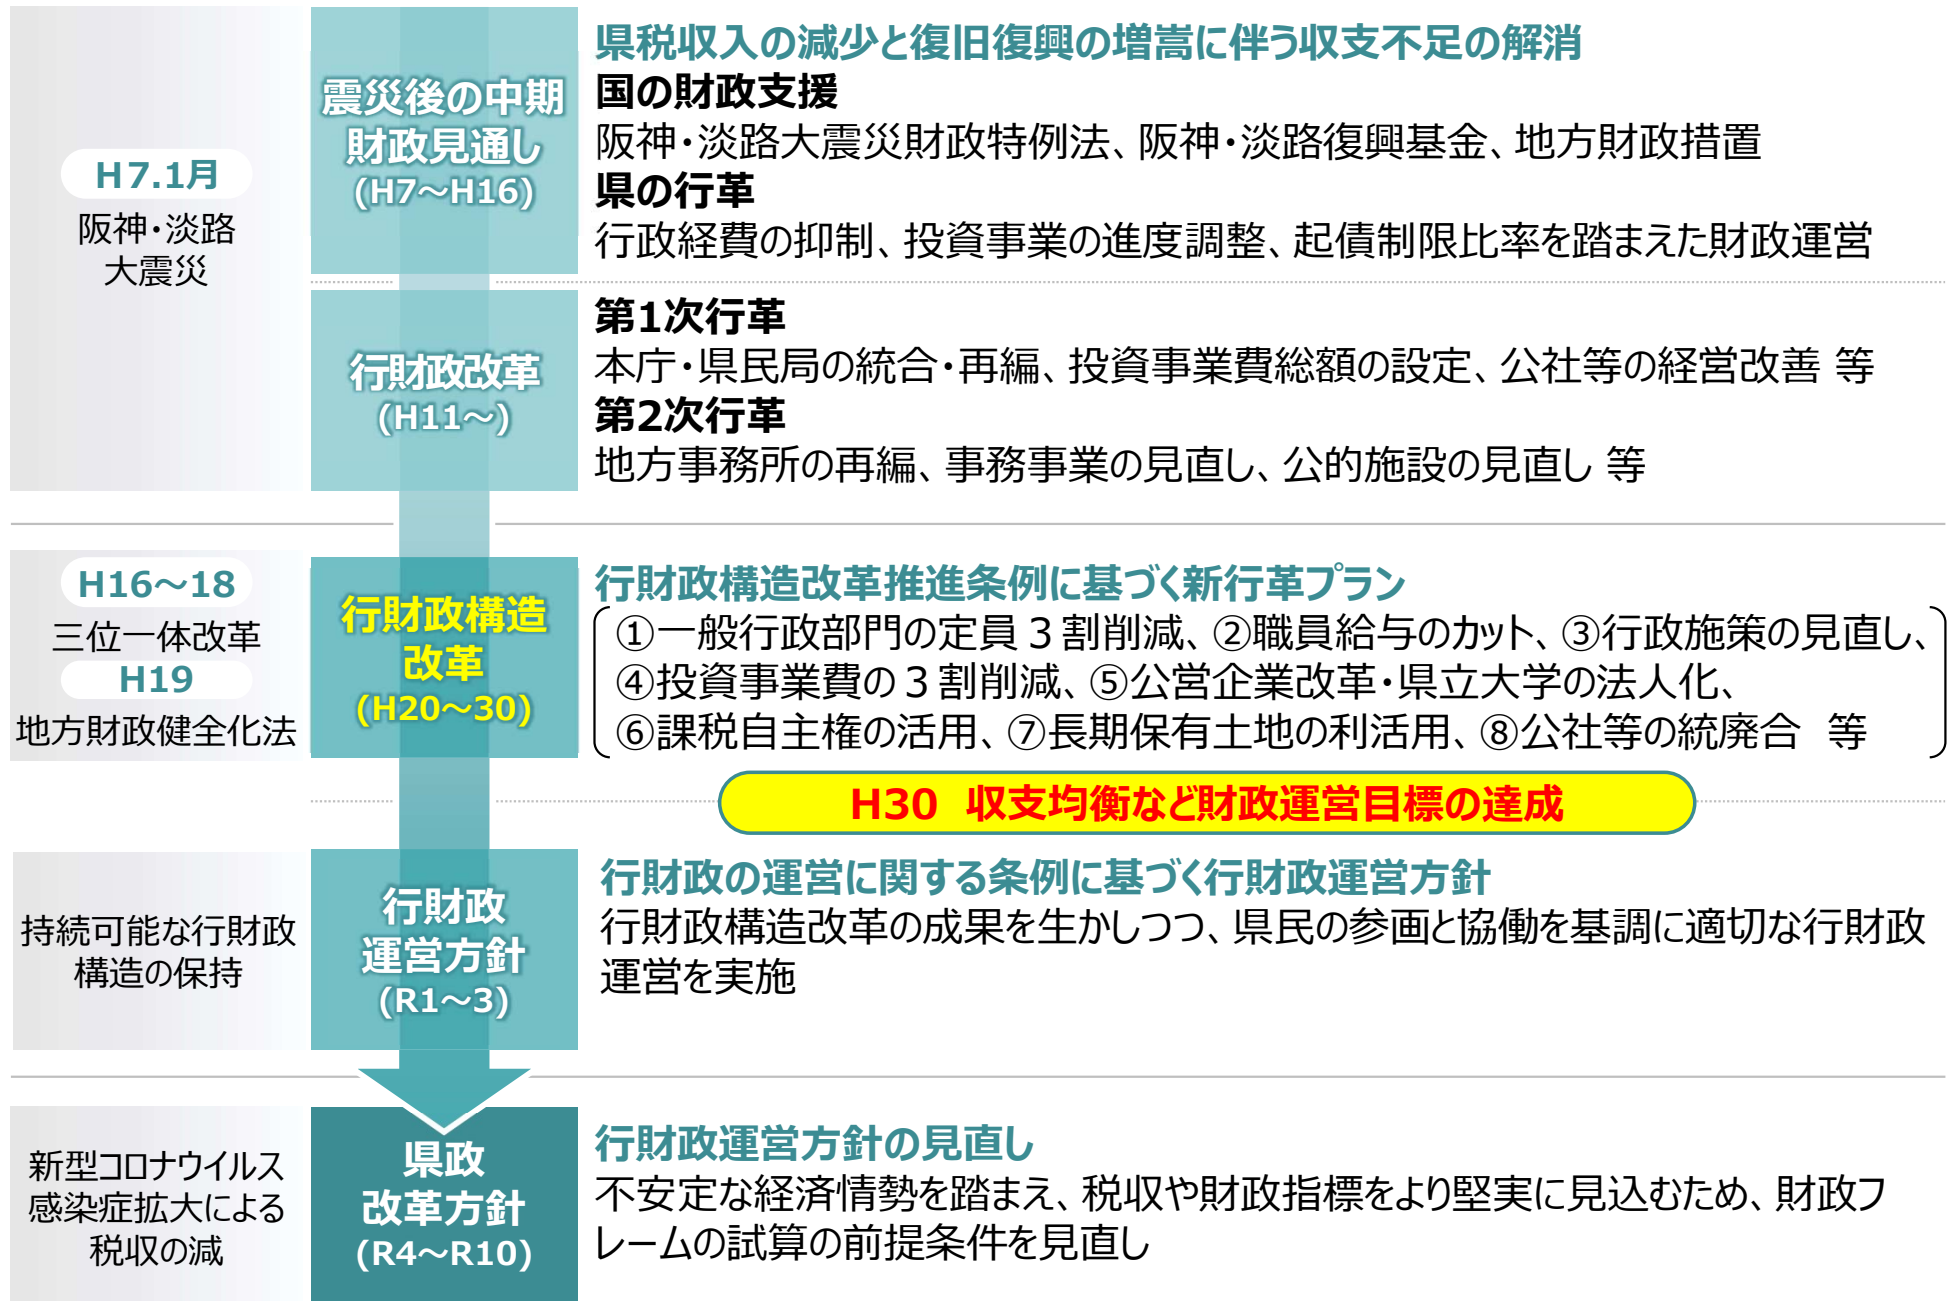 H7.1月
阪神・淡路
大震災
震災後の中期
財政見通し
(H7～H16)
県税収入の減少と復旧復興の増嵩に伴う収支不足の解消
国の財政支援
阪神・淡路大震災財政特例法、阪神・淡路復興基金、地方財政措置
県の行革
行政経費の抑制、投資事業の進度調整、起債制限比率を踏まえた財政運営
行財政改革
(H11～)
第1次行革
本庁・県民局の統合・再編、投資事業費総額の設定、公社等の経営改善 等
第2次行革
地方事務所の再編、事務事業の見直し、公的施設の見直し 等
H16～18
三位一体改革
H19
地方財政健全化法
行財政構造
改革
(H20～30)
行財政構造改革推進条例に基づく新行革プラン
①一般行政部門の定員３割削減、②職員給与のカット、③行政施策の見直し、
④投資事業費の３割削減、⑤公営企業改革・県立大学の法人化、
⑥課税自主権の活用、⑦長期保有土地の利活用、⑧公社等の統廃合　等
H30　収支均衡など財政運営目標の達成
持続可能な行財政
構造の保持
行財政
運営方針
(R1～3)
行財政の運営に関する条例に基づく行財政運営方針
行財政構造改革の成果を生かしつつ、県民の参画と協働を基調に適切な行財政
運営を実施
新型コロナウイルス
感染症拡大による
税収の減
県政
改革方針
(R4～R10)
行財政運営方針の見直し
不安定な経済情勢を踏まえ、税収や財政指標をより堅実に見込むため、財政フ
レームの試算の前提条件を見直し